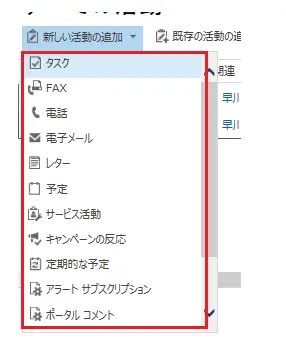 新しい活動の追加 既存の活動の追
タスク
関連
FAX
電話
早川
電子メール
早川
レター
予定
サービス活動
キャンペーンの反応
定期的な予定
アラート サブスクリプション
ポータル コメント